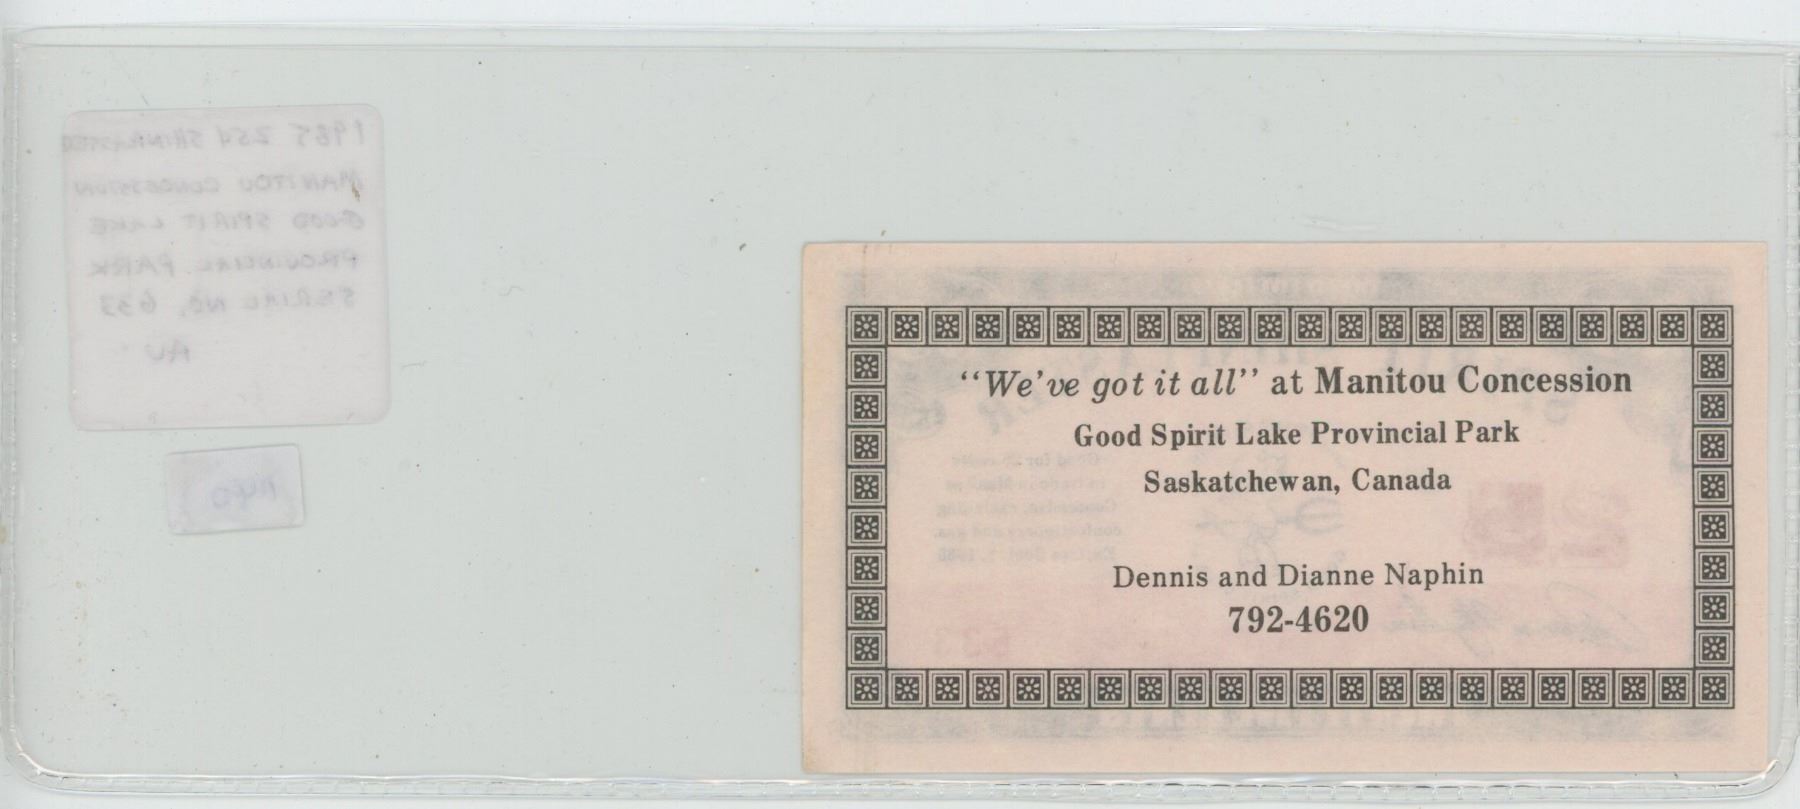 1985 25¢ SHINPLASTER
MANITOU CONCESSION
GOOD SPIRIT LAKE
PROVINCIAL PARK
SERIAL NO. 633
AU
"We've got it all" at Manitou Concession
Good Spirit Lake Provincial Park
Saskatchewan, Canada
Dennis and Dianne Naphin
792-4620